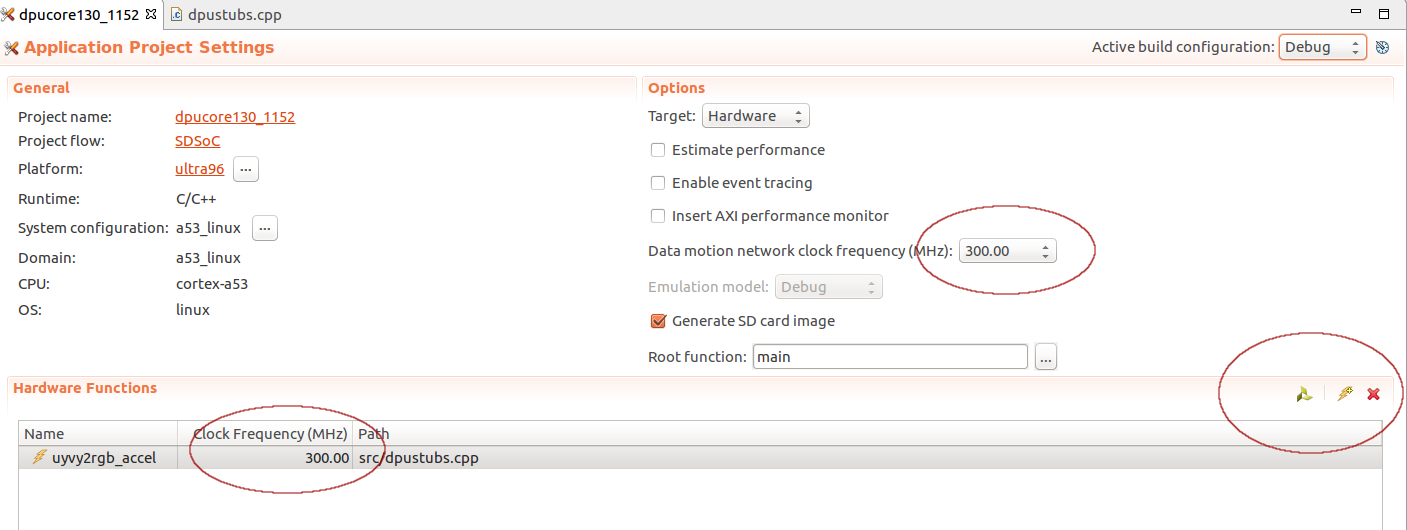 dpucore130_1152 dpustubs.cpp
Application Project Settings Active build configuration: Debug
General
Project name: dpucore130_1152
Project flow: SDSoC
Platform: ultra96 ...
Runtime: C/C++
System configuration: a53_linux ...
Domain: a53_linux
CPU: cortex-a53
OS: linux
Options
Target: Hardware
Estimate performance
Enable event tracing
Insert AXI performance monitor
Data motion network clock frequency (MHz): 300.00
Emulation model: Debug
Generate SD card image
Root function: main ...
Hardware Functions
Name Clock Frequency (MHz) Path
uyvy2rgb_accel 300.00 src/dpustubs.cpp